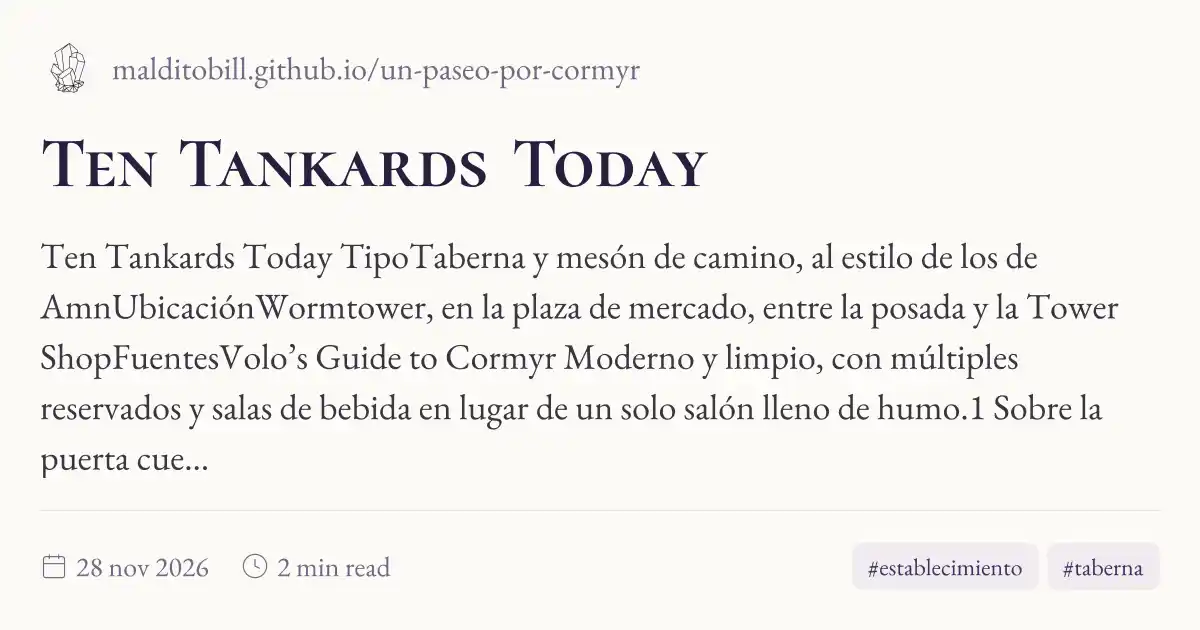 malditobill.github.io/un-paseo-por-cormyr
Ten Tankards Today
Ten Tankards Today TipoTaberna y mesón de camino, al estilo de los de
AmnUbicaciónWormtower, en la plaza de mercado, entre la posada y la Tower
ShopFuentesVolo’s Guide to Cormyr Moderno y limpio, con múltiples
reservados y salas de bebida en lugar de un solo salón lleno de humo.1 Sobre la
puerta cue...
28 nov 2026 2 min read #establecimiento #taberna